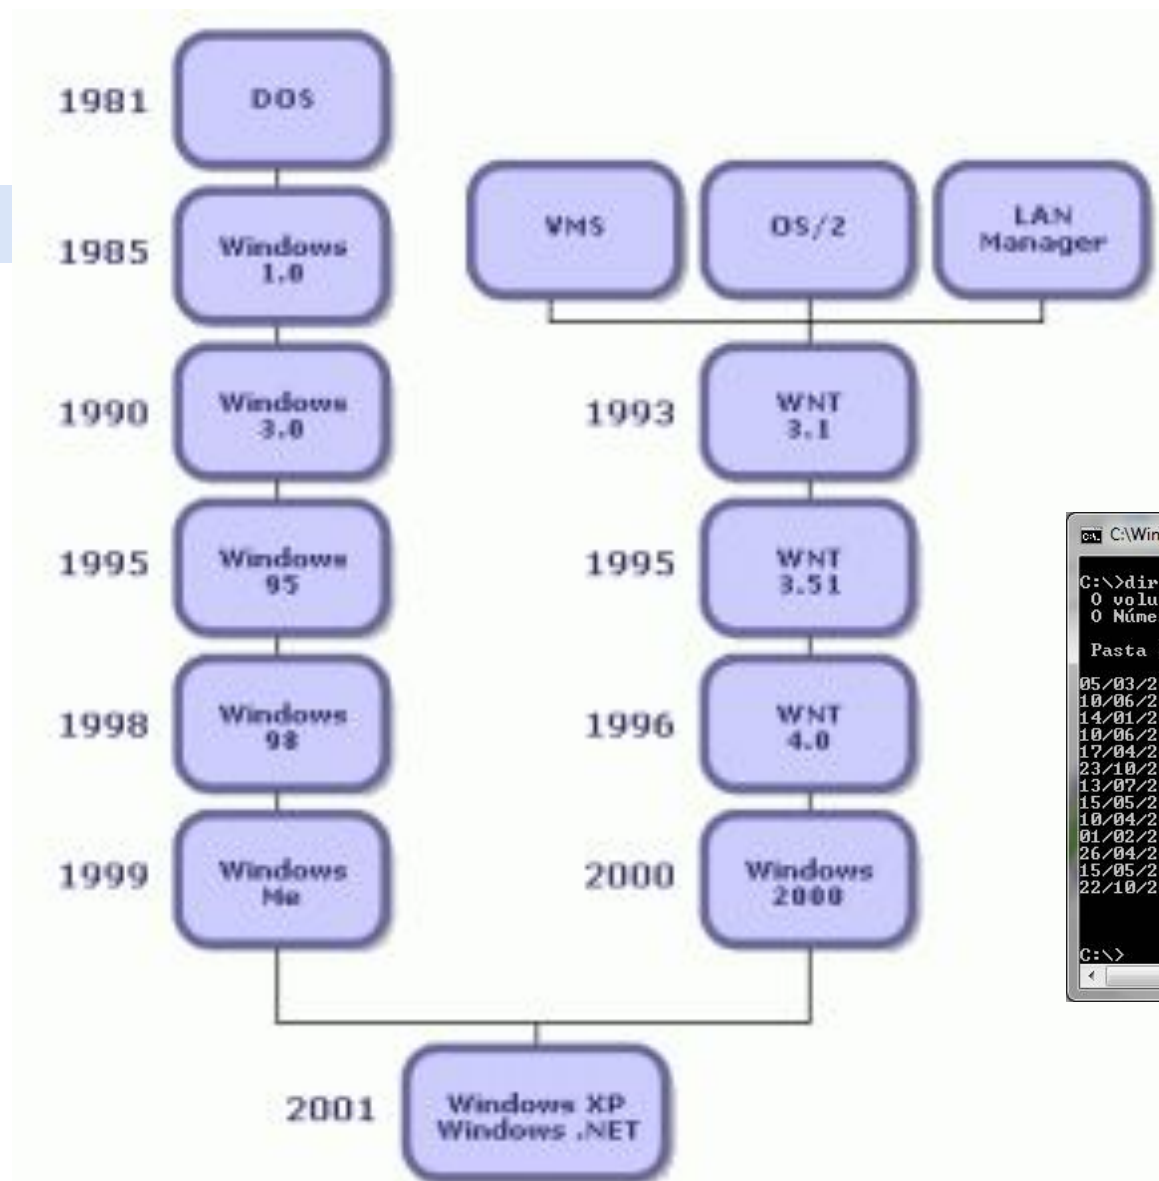 1981
DOS
1985
Windows
1.0
VMS
OS/2
LAN
Manager
1990
Windows
3.0
1993
WNT
3.1
1995
Windows
95
1995
WNT
3.51
1998
Windows
98
1996
WNT
4.0
1999
Windows
Me
2000
Windows
2000
2001
Windows XP
Windows .NET
C:\Win
C:\>dir
O volu
O Núme
Pasta
05/03/2
10/06/2
14/01/2
10/06/2
17/04/2
23/10/2
13/07/2
15/05/2
10/04/2
01/02/2
26/04/2
15/05/2
22/10/2
C:\>